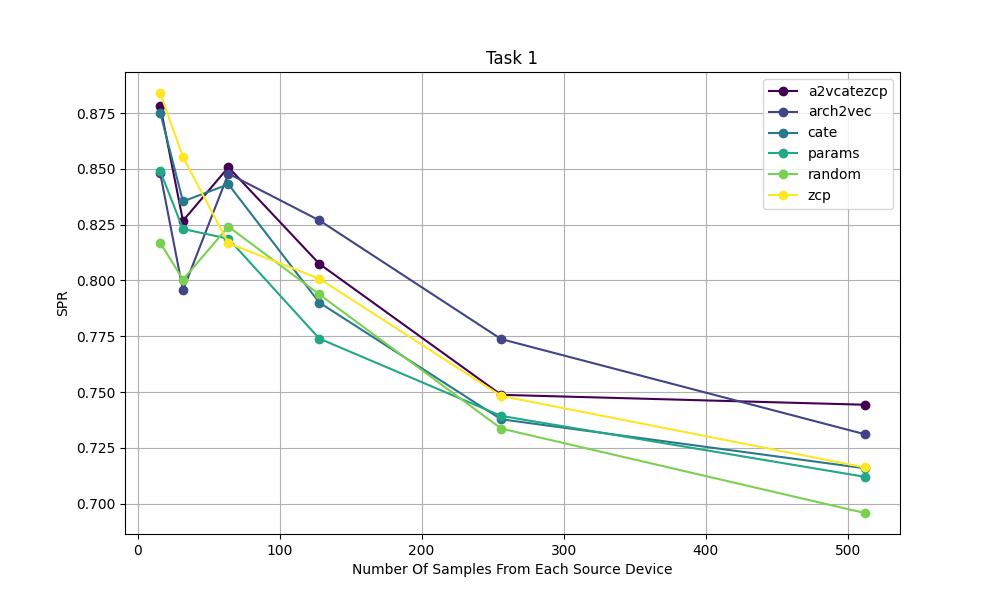 Task 1
SPR
0.875
0.850
0.825
0.800
0.775
0.750
0.725
0.700
a2vcatezcp
arch2vec
cate
params
random
zcp
0 100 200 300 400 500
Number Of Samples From Each Source Device